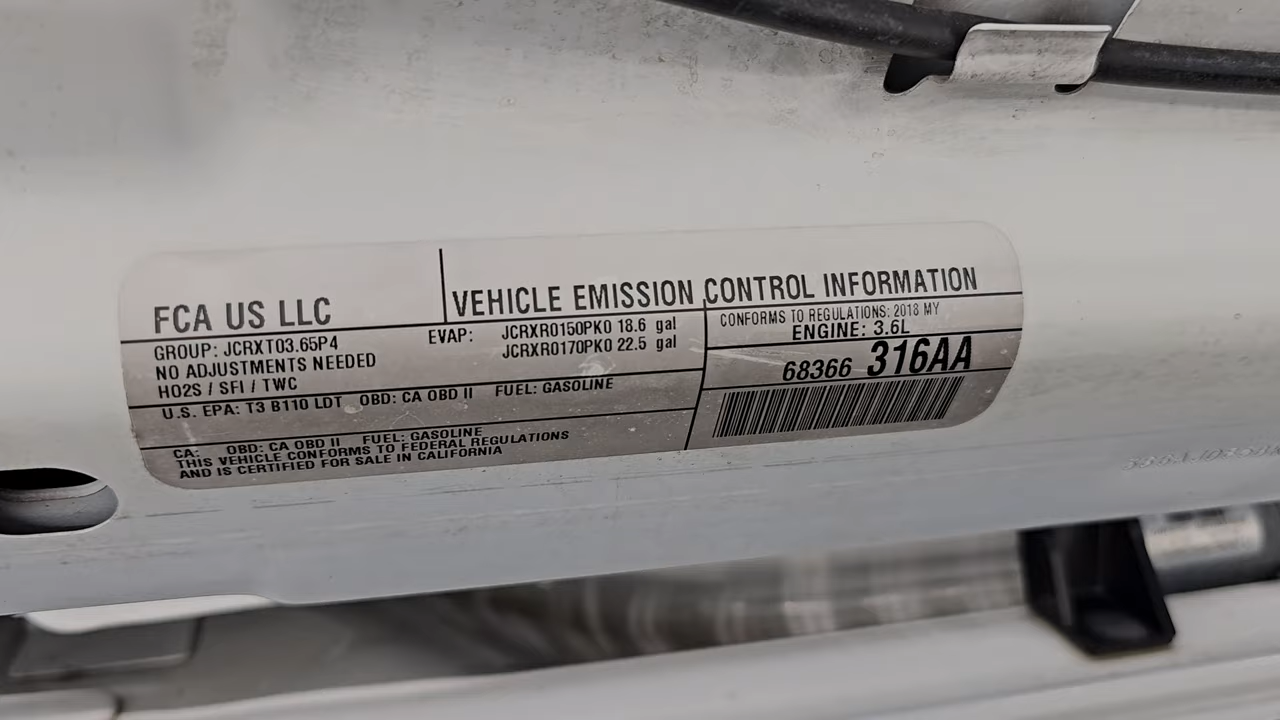 FCA US LLC
VEHICLE EMISSION CONTROL INFORMATION
GROUP: JCRXT03.65P4
NO ADJUSTMENTS NEEDED
HO2S / SFI / TWC
EVAP: JCRXR0150PK0 18.6 gal
JCRXR0170PK0 22.5 gal
CONFORMS TO REGULATIONS: 2018 MY
ENGINE: 3.6L
68366 316AA
U.S. EPA: T3 B110 LDT OBD: CA OBD II FUEL: GASOLINE
CA: OBD: CA OBD II FUEL: GASOLINE
THIS VEHICLE CONFORMS TO FEDERAL REGULATIONS
AND IS CERTIFIED FOR SALE IN CALIFORNIA